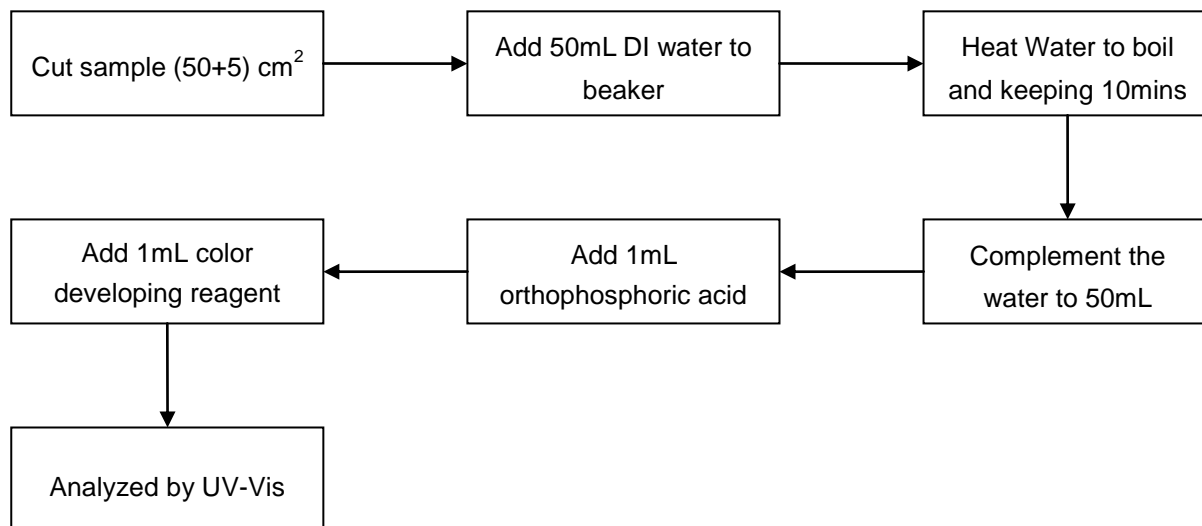 Cut sample (50+5) cm²
Add 50mL DI water to
beaker
Heat Water to boil
and keeping 10mins
Complement the
water to 50mL
Add 1mL
orthophosphoric acid
Add 1mL color
developing reagent
Analyzed by UV-Vis